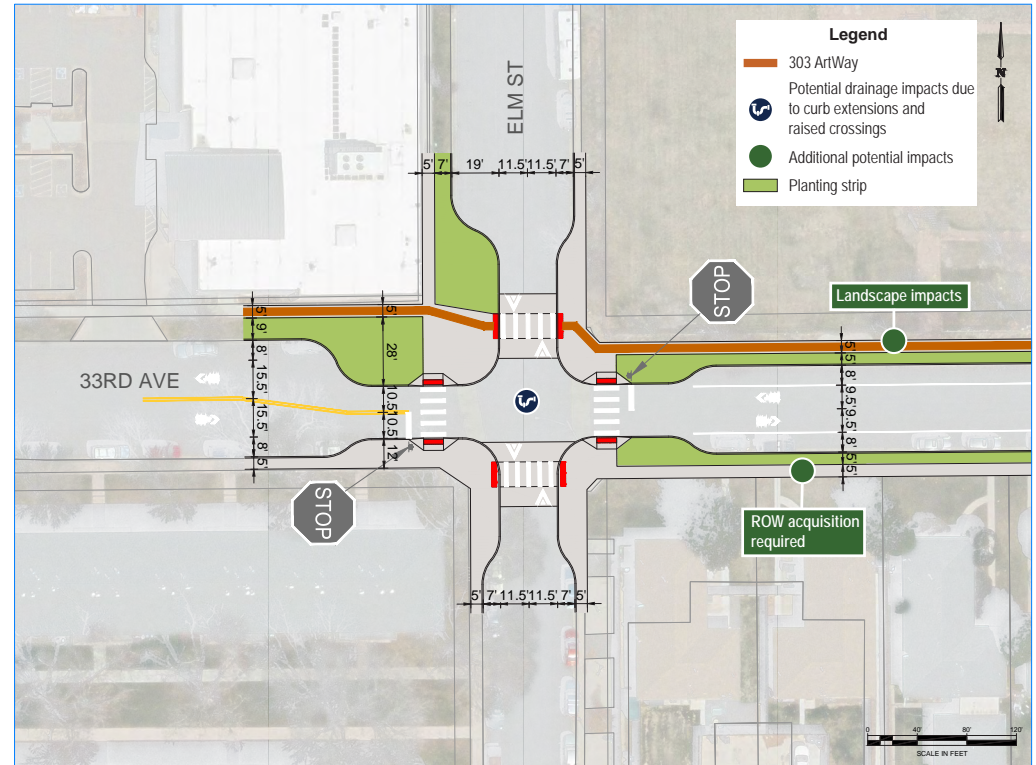 Legend
303 ArtWay
Potential drainage impacts due
to curb extensions and
raised crossings
Additional potential impacts
Planting strip
N
ELM ST
5' 7' 19' 11.5' 11.5' 7' 5'
STOP
Landscape impacts
33RD AVE
5'
9'
8'
15.5'
15.5'
8'
5'
5'
28'
10.5'
10.5'
12'
5'
5'
8'
9.5'
9.5'
8'
5'
5'
STOP
ROW acquisition
required
5' 7' 11.5' 11.5' 7' 5'
0 40' 80' 120'
SCALE IN FEET